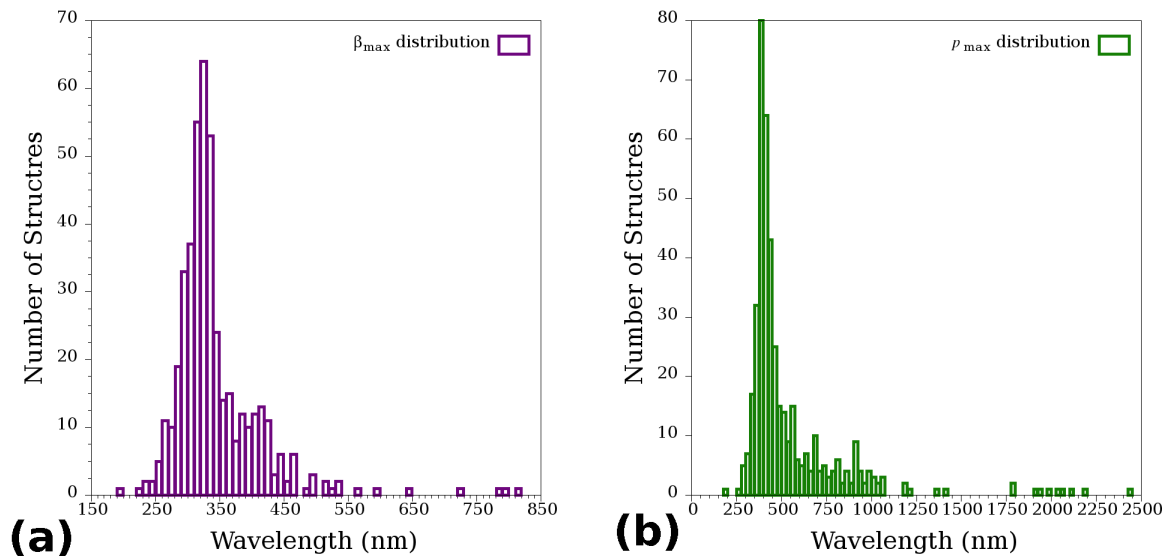 70
60
50
40
30
20
10
0
Number of Structres
βmax distribution
150 250 350 450 550 650 750 850
Wavelength (nm)
(a)
80
70
60
50
40
30
20
10
0
Number of Structres
p max distribution
0 250 500 750 1000 1250 1500 1750 2000 2250 2500
Wavelength (nm)
(b)